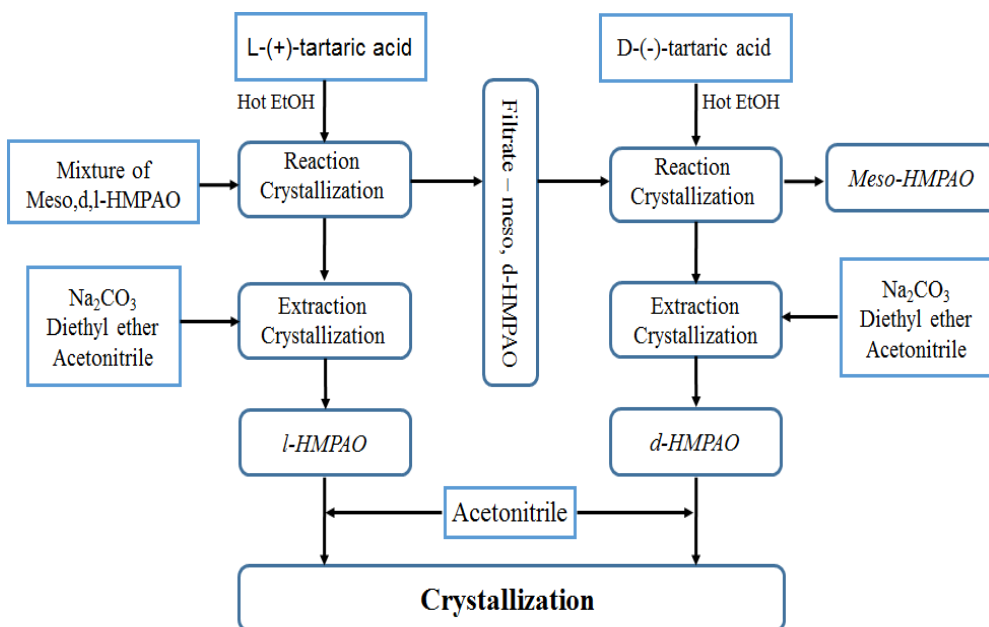 L-(+)-tartaric acid
D-(-)-tartaric acid
Hot EtOH
Hot EtOH
Mixture of
Meso,d,l-HMPAO
Reaction
Crystallization
Filtrate – meso, d-HMPAO
Reaction
Crystallization
Meso-HMPAO
Na₂CO₃
Diethyl ether
Acetonitrile
Extraction
Crystallization
Extraction
Crystallization
Na₂CO₃
Diethyl ether
Acetonitrile
l-HMPAO
d-HMPAO
Acetonitrile
Crystallization